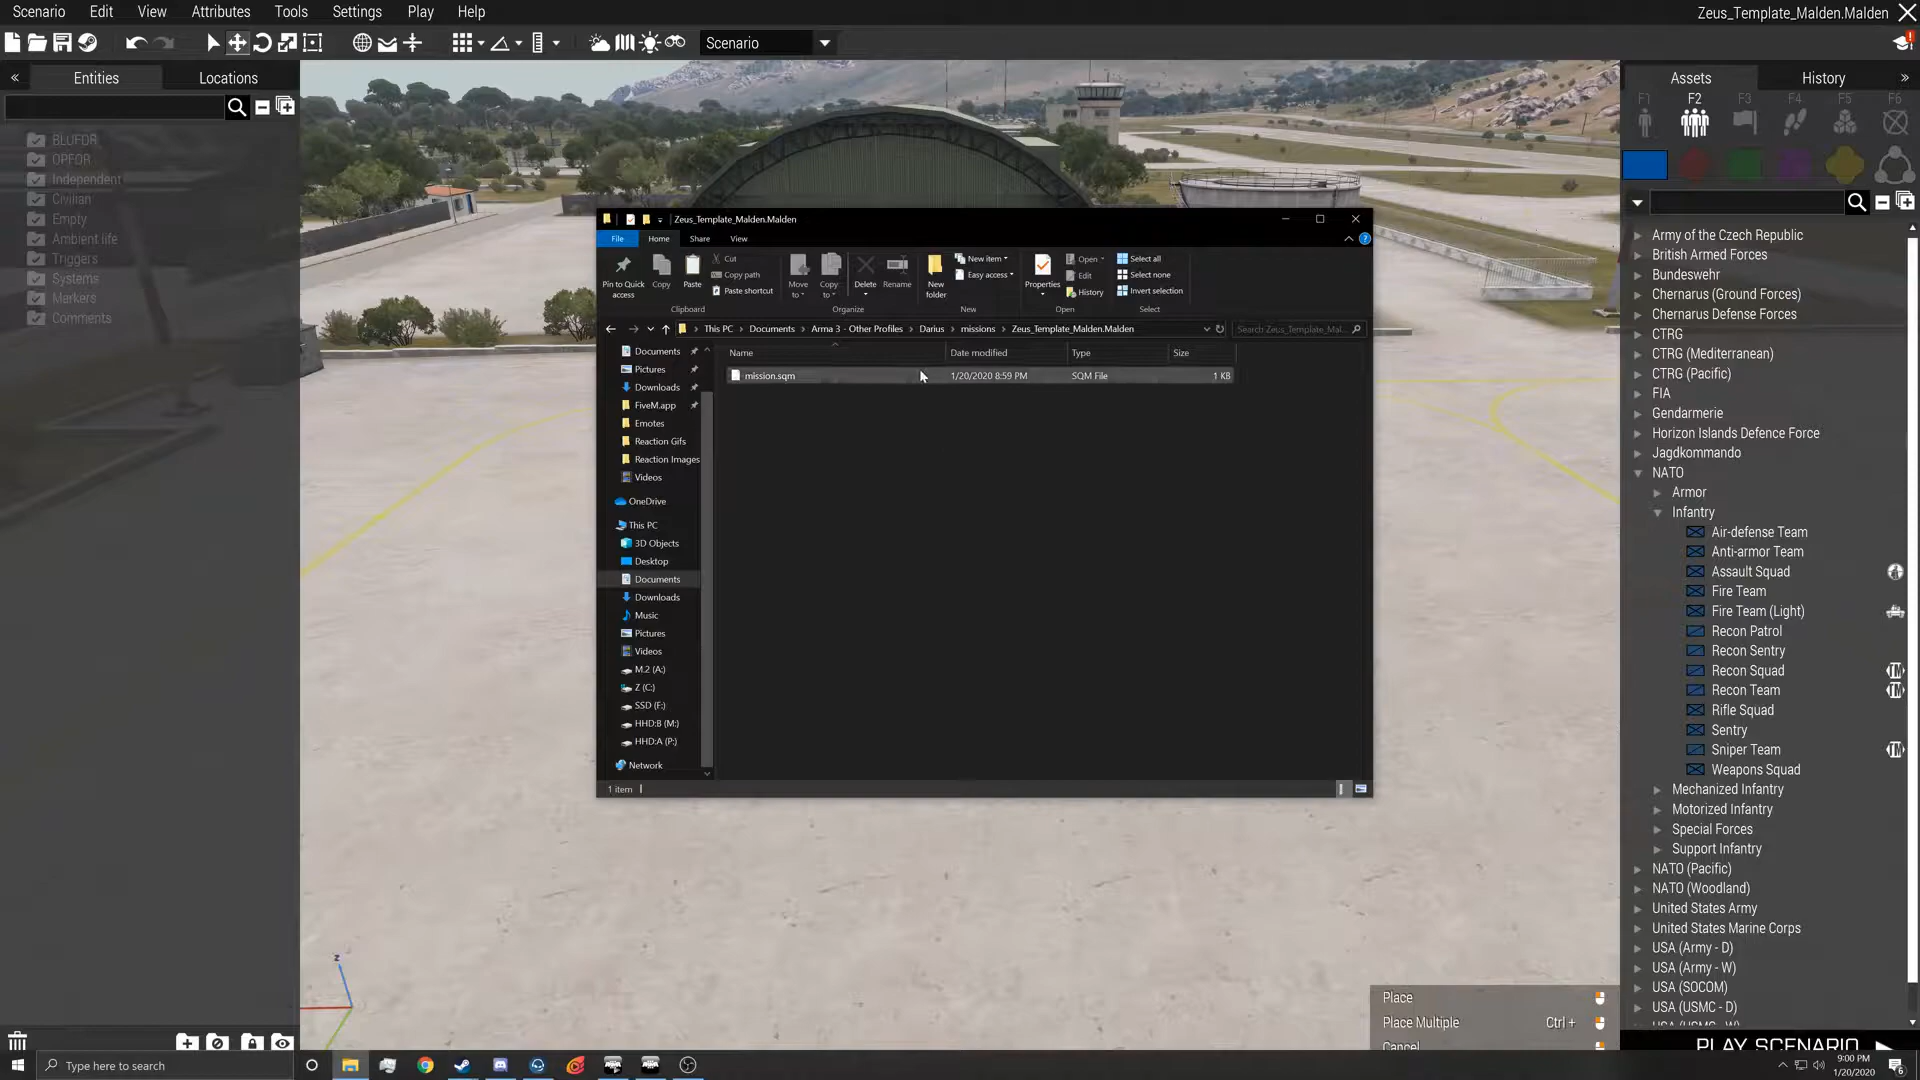 Scenario Edit View Attributes Tools Settings Play Help
Zeus_Template_Malden.Malden
Scenario
Entities Locations
BLUFOR
OPFOR
Independent
Civilian
Empty
Ambient life
Triggers
Systems
Markers
Comments
Zeus_Template_Malden.Malden
File Home Share View
Pin to Quick access
Copy
Paste
Cut
Copy path
Paste shortcut
Clipboard
Move to
Copy to
Delete
Rename
Organize
New folder
New item
Easy access
New
Properties
Open
Edit
History
Open
Select all
Select none
Invert selection
Select
This PC > Documents > Arma 3 - Other Profiles > Darius > missions > Zeus_Template_Malden.Malden
Search Zeus_Template_Mal...
Name Date modified Type Size
mission.sqm 1/20/2020 8:59 PM SQM File 1 KB
Documents
Pictures
Downloads
FiveM.app
Emotes
Reaction Gifs
Reaction Images
Videos
OneDrive
This PC
3D Objects
Desktop
Documents
Downloads
Music
Pictures
Videos
M.2 (A:)
Z (C:)
SSD (F:)
HHD:B (M:)
HHD:A (P:)
Network
1 item
Assets History
F1 F2 F3 F4 F5 F6
Army of the Czech Republic
British Armed Forces
Bundeswehr
Chernarus (Ground Forces)
Chernarus Defense Forces
CTRG
CTRG (Mediterranean)
CTRG (Pacific)
FIA
Gendarmerie
Horizon Islands Defence Force
Jagdkommando
NATO
Armor
Infantry
Air-defense Team
Anti-armor Team
Assault Squad
Fire Team
Fire Team (Light)
Recon Patrol
Recon Sentry
Recon Squad
Recon Team
Rifle Squad
Sentry
Sniper Team
Weapons Squad
Mechanized Infantry
Motorized Infantry
Special Forces
Support Infantry
NATO (Pacific)
NATO (Woodland)
United States Army
United States Marine Corps
USA (Army - D)
USA (Army - W)
USA (SOCOM)
USA (USMC - D)
USA (USMC - W)
z
Place
Place Multiple Ctrl +
Cancel
PLAY SCENARIO
Type here to search
9:00 PM
1/20/2020
6